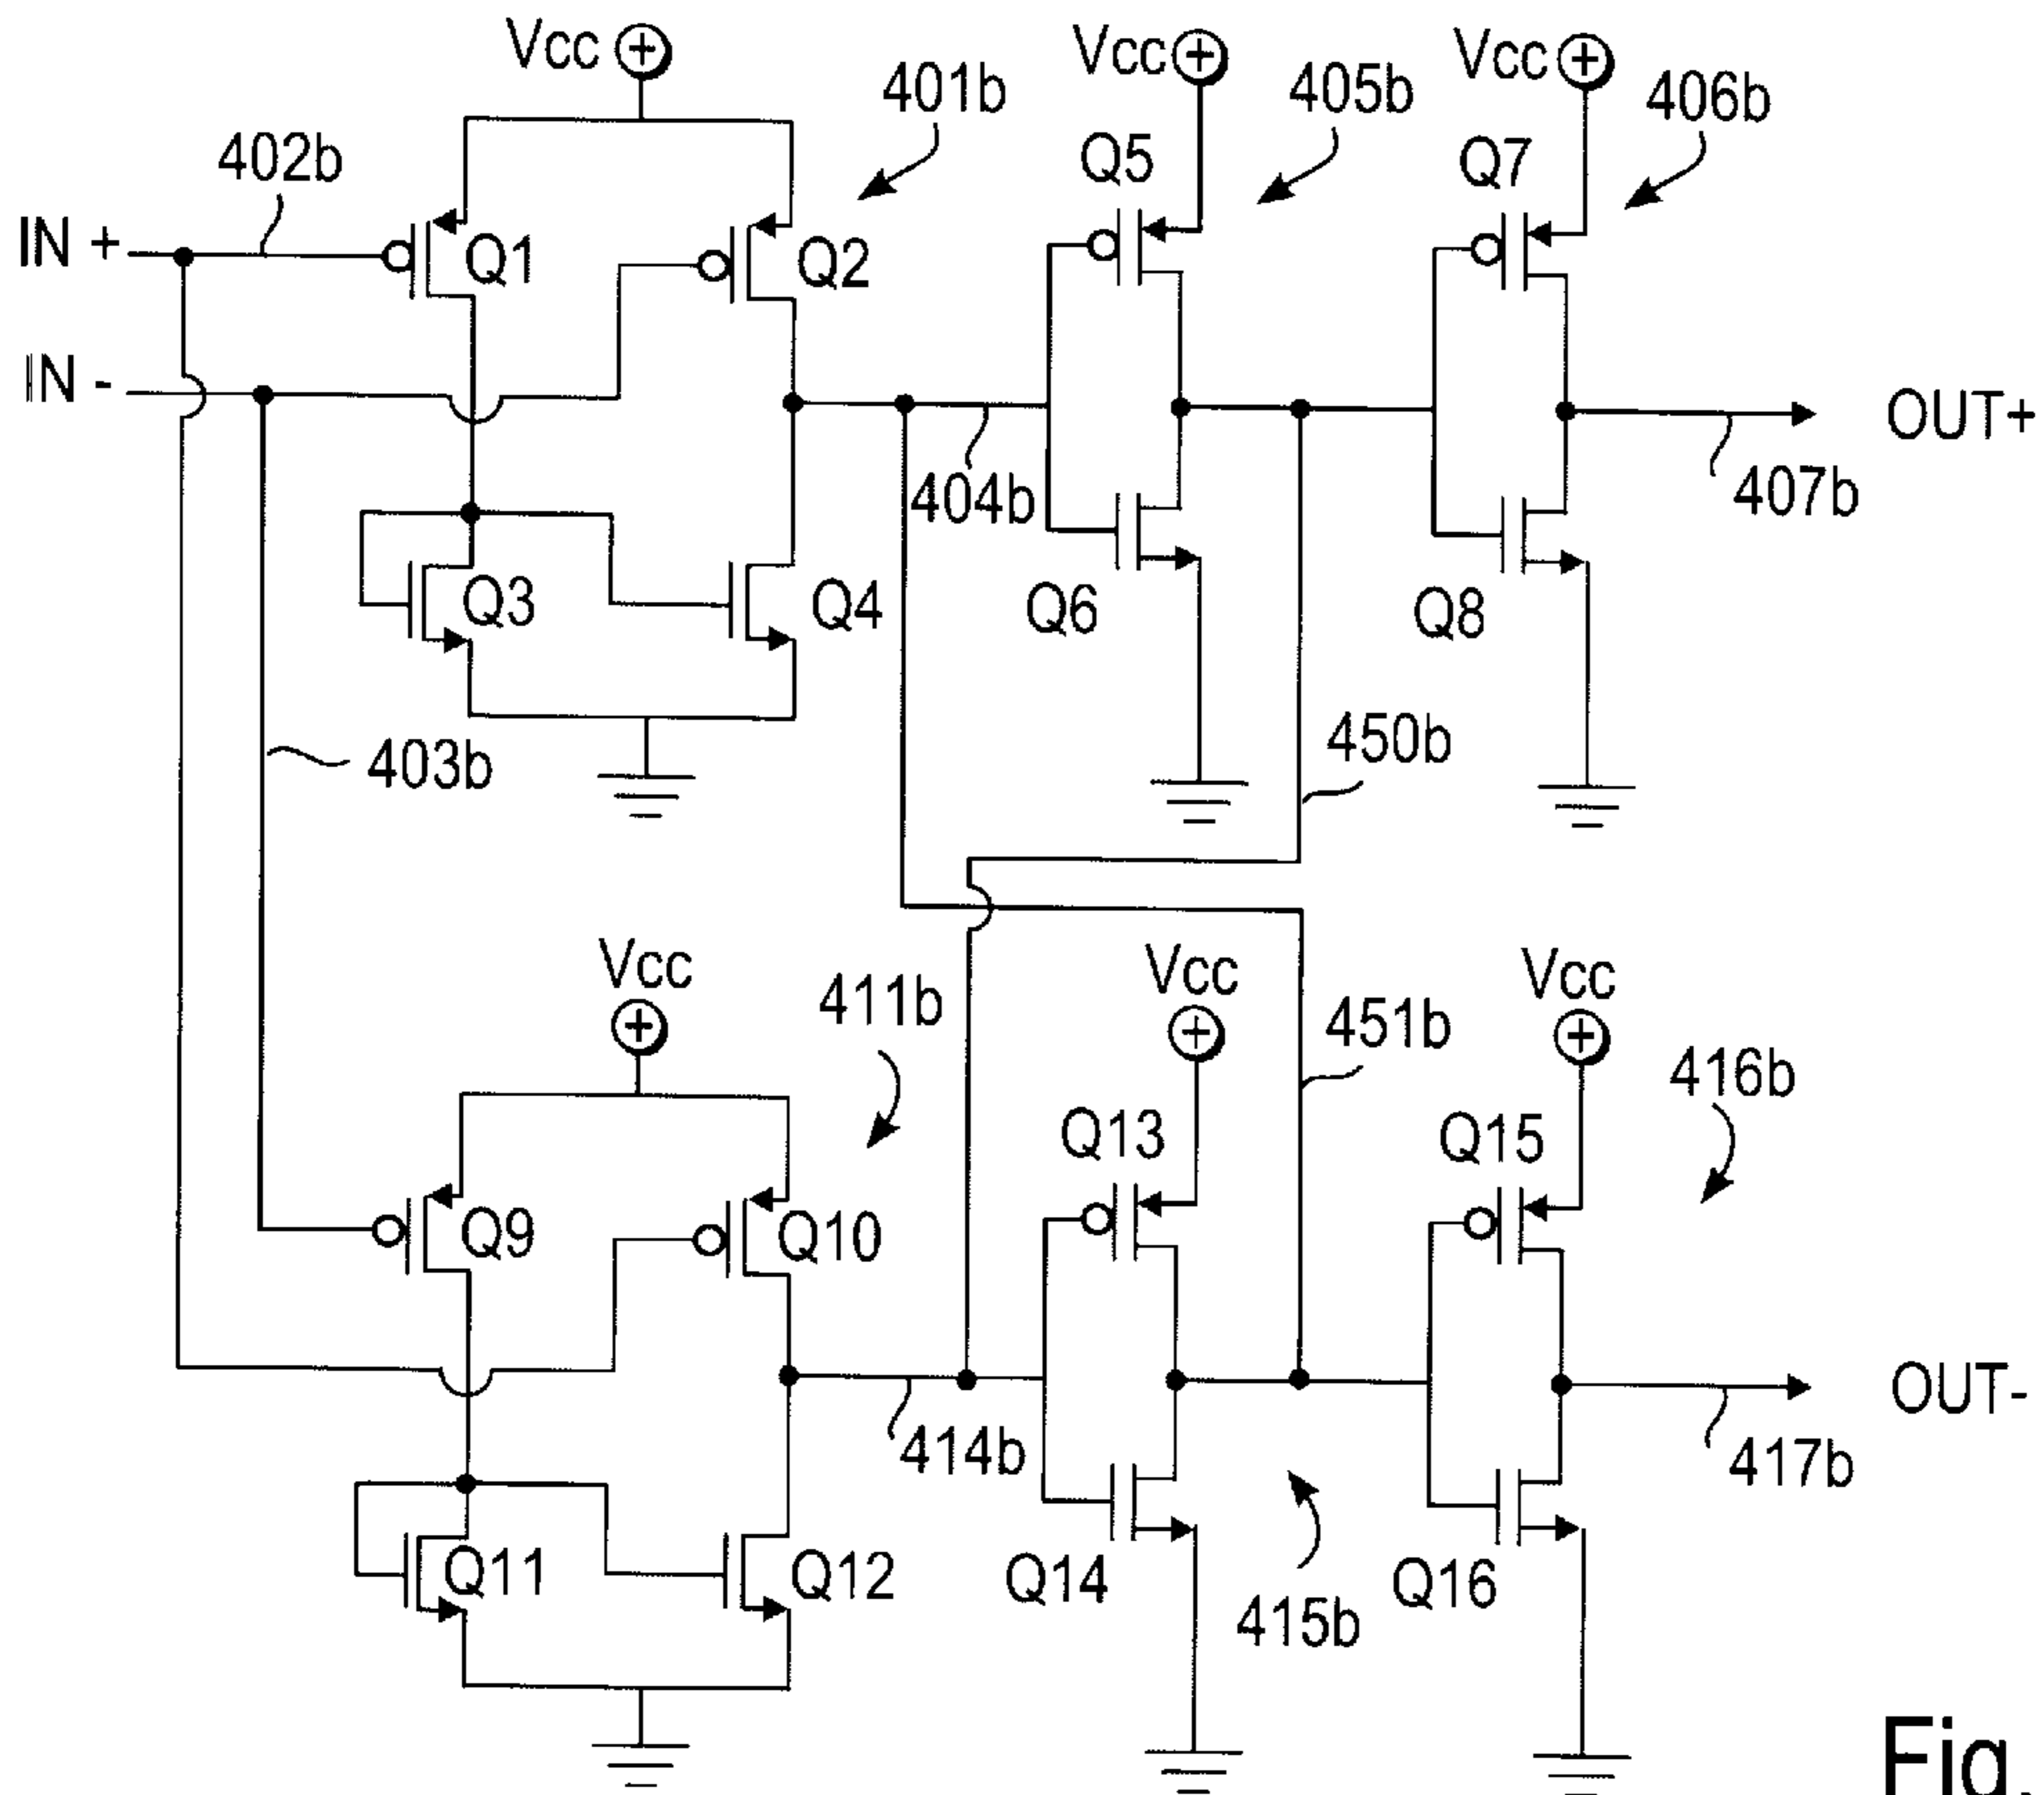 Vcc
Vcc
Vcc
401b
405b
406b
402b
Q5
Q7
IN +
Q1
Q2
IN -
OUT+
404b
407b
Q3
Q4
Q6
Q8
403b
450b
Vcc
Vcc
Vcc
411b
451b
416b
Q13
Q15
Q9
Q10
OUT-
414b
417b
Q11
Q12
Q14
Q16
415b
Fig.